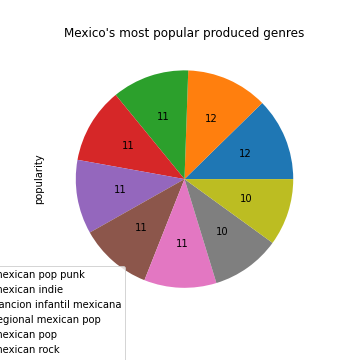 Mexico's most popular produced genres
popularity
12
12
11
11
11
11
11
10
10
mexican pop punk
mexican indie
cancion infantil mexicana
regional mexican pop
mexican pop
mexican rock